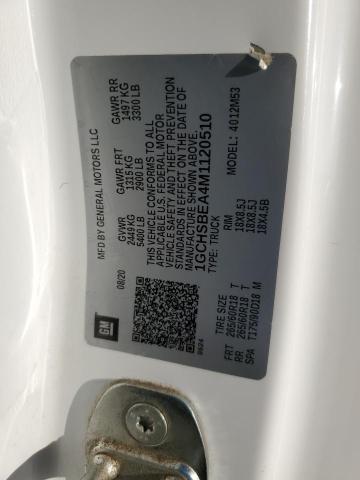 MFD BY GENERAL MOTORS LLC
08/20
GVWR
2449 KG
5400 LB
GAWR FRT
1315 KG
2900 LB
GAWR RR
1497 KG
3300 LB
THIS VEHICLE CONFORMS TO ALL
APPLICABLE U.S. FEDERAL MOTOR
VEHICLE SAFETY AND THEFT PREVENTION
STANDARDS IN EFFECT ON THE DATE OF
MANUFACTURE SHOWN ABOVE.
1GCHSBEA4M1120510
TYPE: TRUCK
MODEL: 4012M53
GM
9824
TIRE SIZE RIM
FRT 265/60R18 T 18X8.5J
RR 265/60R18 T 18X8.5J
SPA T175/90D18 M 18X4.5B